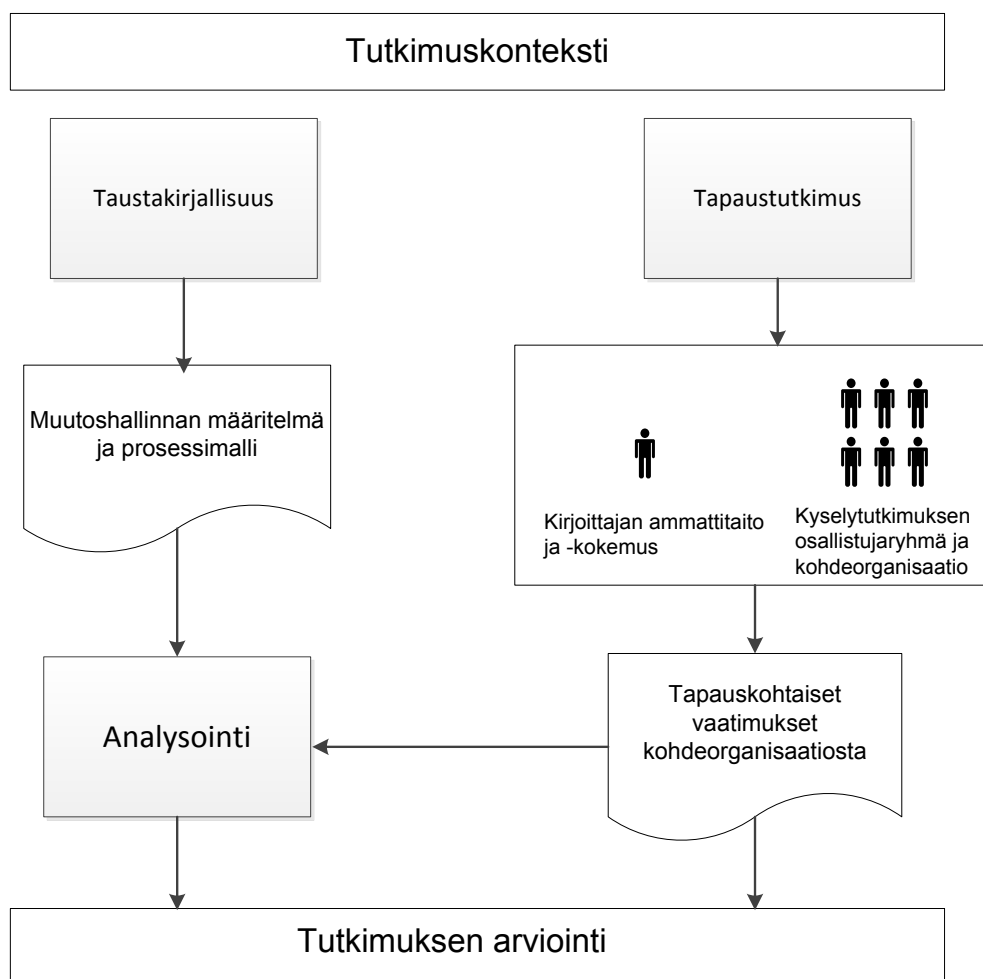 Tutkimuskonteksti
Taustakirjallisuus
Tapaustutkimus
Muutoshallinnan määritelmä
ja prosessimalli
Kirjoittajan ammattitaito
ja -kokemus
Kyselytutkimuksen
osallistujaryhmä ja
kohdeorganisaatio
Analysointi
Tapauskohtaiset
vaatimukset
kohdeorganisaatiosta
Tutkimuksen arviointi